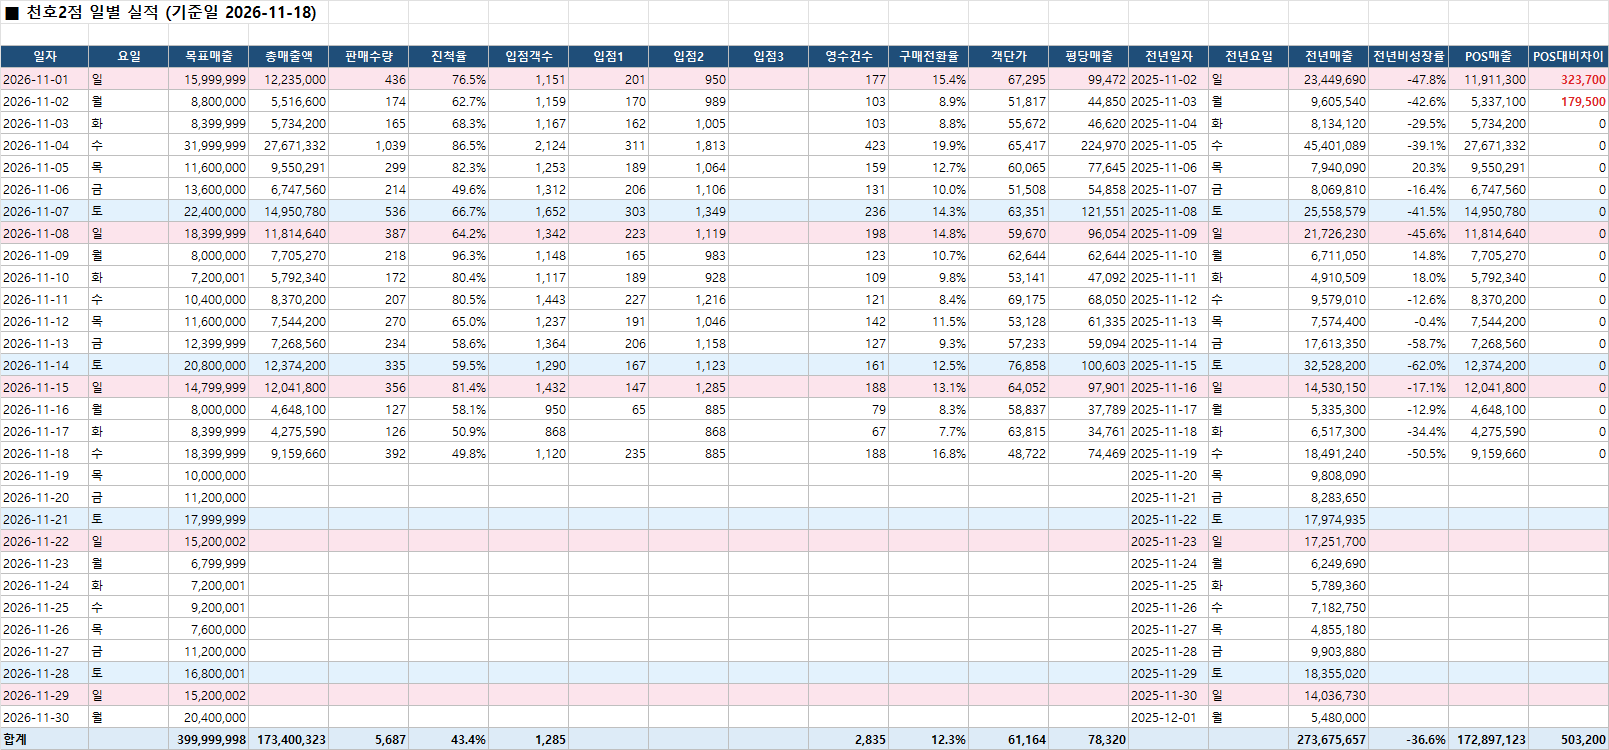 ■ 천호2점 일별 실적 (기준일 2026-11-18)
일자 요일 목표매출 총매출액 판매수량 진척율 입점객수 입점1 입점2 입점3 영수건수 구매전환율 객단가 평당매출 전년일자 전년요일 전년매출 전년비성장률 POS매출 POS대비차이
2026-11-01 일 15,999,999 12,235,000 436 76.5% 1,151 201 950 177 15.4% 67,295 99,472 2025-11-02 일 23,449,690 -47.8% 11,911,300 323,700
2026-11-02 월 8,800,000 5,516,600 174 62.7% 1,159 170 989 103 8.9% 51,817 44,850 2025-11-03 월 9,605,540 -42.6% 5,337,100 179,500
2026-11-03 화 8,399,999 5,734,200 165 68.3% 1,167 162 1,005 103 8.8% 55,672 46,620 2025-11-04 화 8,134,120 -29.5% 5,734,200 0
2026-11-04 수 31,999,999 27,671,332 1,039 86.5% 2,124 311 1,813 423 19.9% 65,417 224,970 2025-11-05 수 45,401,089 -39.1% 27,671,332 0
2026-11-05 목 11,600,000 9,550,291 299 82.3% 1,253 189 1,064 159 12.7% 60,065 77,645 2025-11-06 목 7,940,090 20.3% 9,550,291 0
2026-11-06 금 13,600,000 6,747,560 214 49.6% 1,312 206 1,106 131 10.0% 51,508 54,858 2025-11-07 금 8,069,810 -16.4% 6,747,560 0
2026-11-07 토 22,400,000 14,950,780 536 66.7% 1,652 303 1,349 236 14.3% 63,351 121,551 2025-11-08 토 25,558,579 -41.5% 14,950,780 0
2026-11-08 일 18,399,999 11,814,640 387 64.2% 1,342 223 1,119 198 14.8% 59,670 96,054 2025-11-09 일 21,726,230 -45.6% 11,814,640 0
2026-11-09 월 8,000,000 7,705,270 218 96.3% 1,148 165 983 123 10.7% 62,644 62,644 2025-11-10 월 6,711,050 14.8% 7,705,270 0
2026-11-10 화 7,200,001 5,792,340 172 80.4% 1,117 189 928 109 9.8% 53,141 47,092 2025-11-11 화 4,910,509 18.0% 5,792,340 0
2026-11-11 수 10,400,000 8,370,200 207 80.5% 1,443 227 1,216 121 8.4% 69,175 68,050 2025-11-12 수 9,579,010 -12.6% 8,370,200 0
2026-11-12 목 11,600,000 7,544,200 270 65.0% 1,237 191 1,046 142 11.5% 53,128 61,335 2025-11-13 목 7,574,400 -0.4% 7,544,200 0
2026-11-13 금 12,399,999 7,268,560 234 58.6% 1,364 206 1,158 127 9.3% 57,233 59,094 2025-11-14 금 17,613,350 -58.7% 7,268,560 0
2026-11-14 토 20,800,000 12,374,200 335 59.5% 1,290 167 1,123 161 12.5% 76,858 100,603 2025-11-15 토 32,528,200 -62.0% 12,374,200 0
2026-11-15 일 14,799,999 12,041,800 356 81.4% 1,432 147 1,285 188 13.1% 64,052 97,901 2025-11-16 일 14,530,150 -17.1% 12,041,800 0
2026-11-16 월 8,000,000 4,648,100 127 58.1% 950 65 885 79 8.3% 58,837 37,789 2025-11-17 월 5,335,300 -12.9% 4,648,100 0
2026-11-17 화 8,399,999 4,275,590 126 50.9% 868 868 67 7.7% 63,815 34,761 2025-11-18 화 6,517,300 -34.4% 4,275,590 0
2026-11-18 수 18,399,999 9,159,660 392 49.8% 1,120 235 885 188 16.8% 48,722 74,469 2025-11-19 수 18,491,240 -50.5% 9,159,660 0
2026-11-19 목 10,000,000 2025-11-20 목 9,808,090
2026-11-20 금 11,200,000 2025-11-21 금 8,283,650
2026-11-21 토 17,999,999 2025-11-22 토 17,974,935
2026-11-22 일 15,200,002 2025-11-23 일 17,251,700
2026-11-23 월 6,799,999 2025-11-24 월 6,249,690
2026-11-24 화 7,200,001 2025-11-25 화 5,789,360
2026-11-25 수 9,200,001 2025-11-26 수 7,182,750
2026-11-26 목 7,600,000 2025-11-27 목 4,855,180
2026-11-27 금 11,200,000 2025-11-28 금 9,903,880
2026-11-28 토 16,800,001 2025-11-29 토 18,355,020
2026-11-29 일 15,200,002 2025-11-30 일 14,036,730
2026-11-30 월 20,400,000 2025-12-01 월 5,480,000
합계 399,999,998 173,400,323 5,687 43.4% 1,285 2,835 12.3% 61,164 78,320 273,675,657 -36.6% 172,897,123 503,200